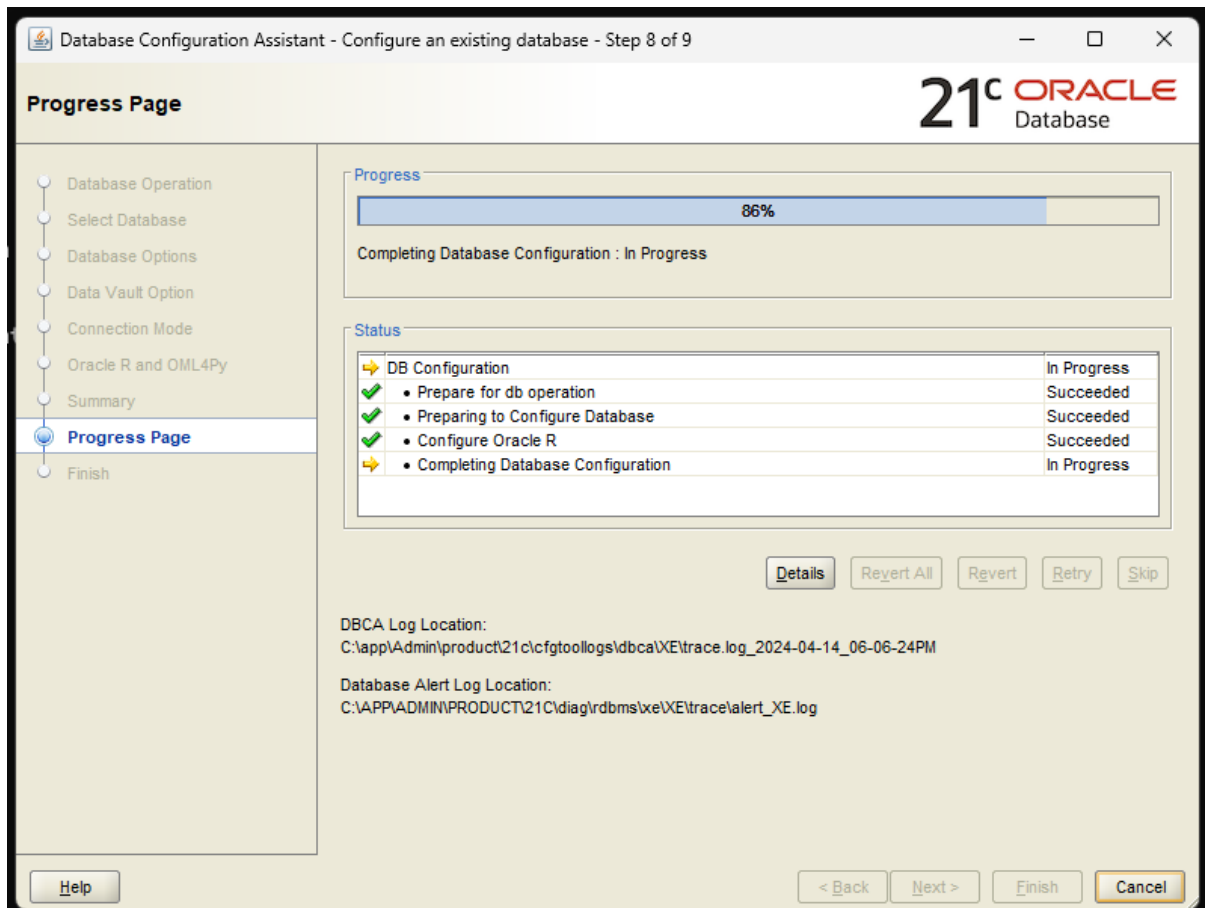 Database Configuration Assistant - Configure an existing database - Step 8 of 9
Progress Page
21c ORACLE
Database
Database Operation
Select Database
Database Options
Data Vault Option
Connection Mode
Oracle R and OML4Py
Summary
Progress Page
Finish
Progress
86%
Completing Database Configuration : In Progress
Status
DB Configuration In Progress
• Prepare for db operation Succeeded
• Preparing to Configure Database Succeeded
• Configure Oracle R Succeeded
• Completing Database Configuration In Progress
Details Revert All Revert Retry Skip
DBCA Log Location:
C:\app\Admin\product\21c\cfgtoollogs\dbca\XE\trace.log_2024-04-14_06-06-24PM
Database Alert Log Location:
C:\APP\ADMIN\PRODUCT\21C\diag\rdbms\xe\XE\trace\alert_XE.log
Help < Back Next > Finish Cancel